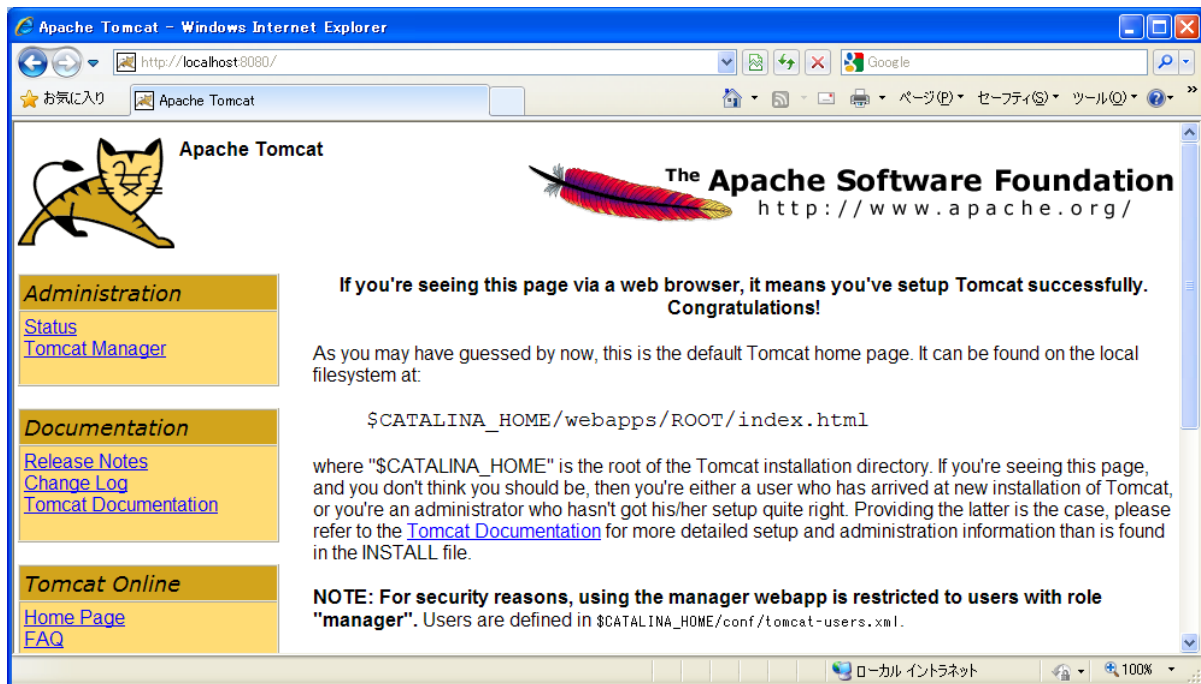 Apache Tomcat - Windows Internet Explorer
http://localhost:8080/
Google
お気に入り
Apache Tomcat
ページ(P)
セーフティ(S)
ツール(O)
»
Apache Tomcat
The Apache Software Foundation
http://www.apache.org/
Administration
Status
Tomcat Manager
Documentation
Release Notes
Change Log
Tomcat Documentation
Tomcat Online
Home Page
FAQ
If you're seeing this page via a web browser, it means you've setup Tomcat successfully.
Congratulations!
As you may have guessed by now, this is the default Tomcat home page. It can be found on the local
filesystem at:
$CATALINA_HOME/webapps/ROOT/index.html
where "$CATALINA_HOME" is the root of the Tomcat installation directory. If you're seeing this page,
and you don't think you should be, then you're either a user who has arrived at new installation of Tomcat,
or you're an administrator who hasn't got his/her setup quite right. Providing the latter is the case, please
refer to the Tomcat Documentation for more detailed setup and administration information than is found
in the INSTALL file.
NOTE: For security reasons, using the manager webapp is restricted to users with role
"manager". Users are defined in $CATALINA_HOME/conf/tomcat-users.xml.
ローカル イントラネット
100%